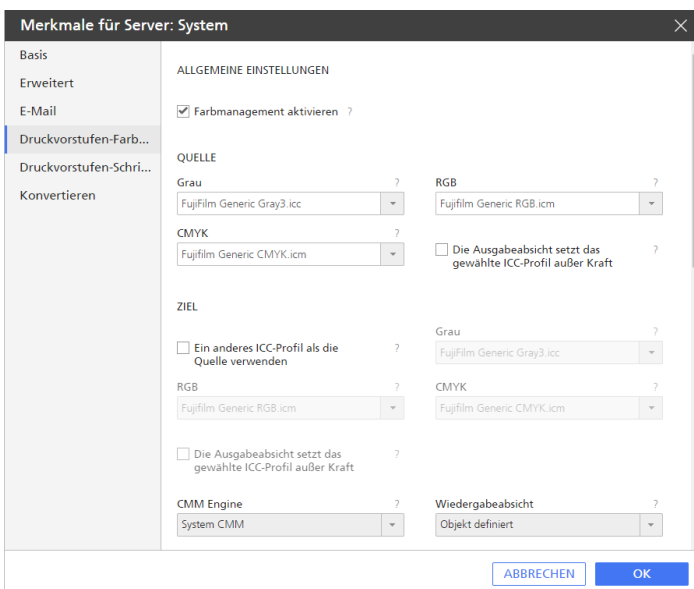 Merkmale für Server: System
Basis
Erweitert
E-Mail
Druckvorstufen-Farb...
Druckvorstufen-Schri...
Konvertieren
ALLGEMEINE EINSTELLUNGEN
Farbmanagement aktivieren ?
QUELLE
Grau ? RGB ?
FujiFilm Generic Gray3.icc Fujifilm Generic RGB.icm
CMYK ?
Fujifilm Generic CMYK.icm
Die Ausgabeabsicht setzt das ?
gewählte ICC-Profil außer Kraft
ZIEL
Ein anderes ICC-Profil als die ?
Quelle verwenden
Grau ?
FujiFilm Generic Gray3.icc
RGB ? CMYK ?
Fujifilm Generic RGB.icm Fujifilm Generic CMYK.icm
Die Ausgabeabsicht setzt das ?
gewählte ICC-Profil außer Kraft
CMM Engine ? Wiedergabeabsicht ?
System CMM Objekt definiert
ABBRECHEN OK